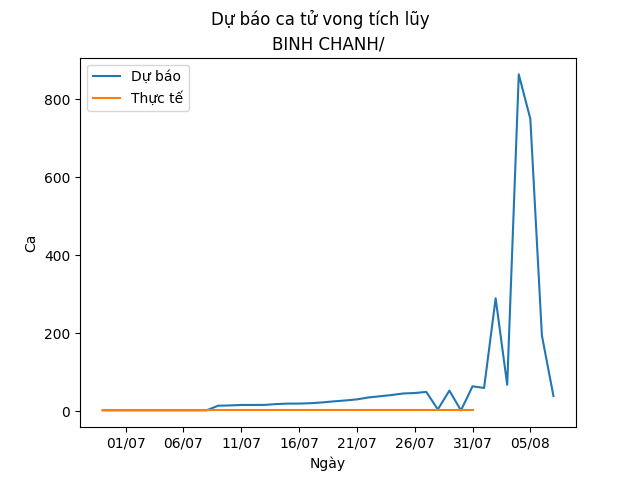 Dự báo ca tử vong tích lũy
BINH CHANH/
Dự báo
Thực tế
800
600
400
200
0
Ca
01/07 06/07 11/07 16/07 21/07 26/07 31/07 05/08
Ngày